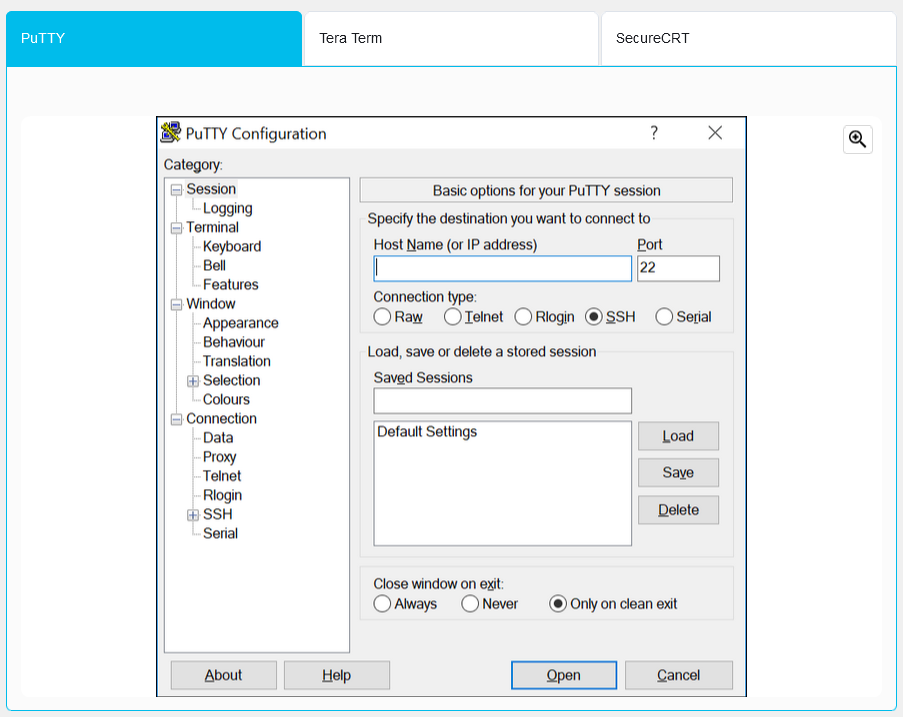 PuTTY
Tera Term
SecureCRT
PuTTY Configuration
?
Category:
Session
Logging
Terminal
Keyboard
Bell
Features
Window
Appearance
Behaviour
Translation
Selection
Colours
Connection
Data
Proxy
Telnet
Rlogin
SSH
Serial
Basic options for your PuTTY session
Specify the destination you want to connect to
Host Name (or IP address) Port
22
Connection type:
Raw Telnet Rlogin SSH Serial
Load, save or delete a stored session
Saved Sessions
Default Settings
Load
Save
Delete
Close window on exit:
Always Never Only on clean exit
About Help Open Cancel